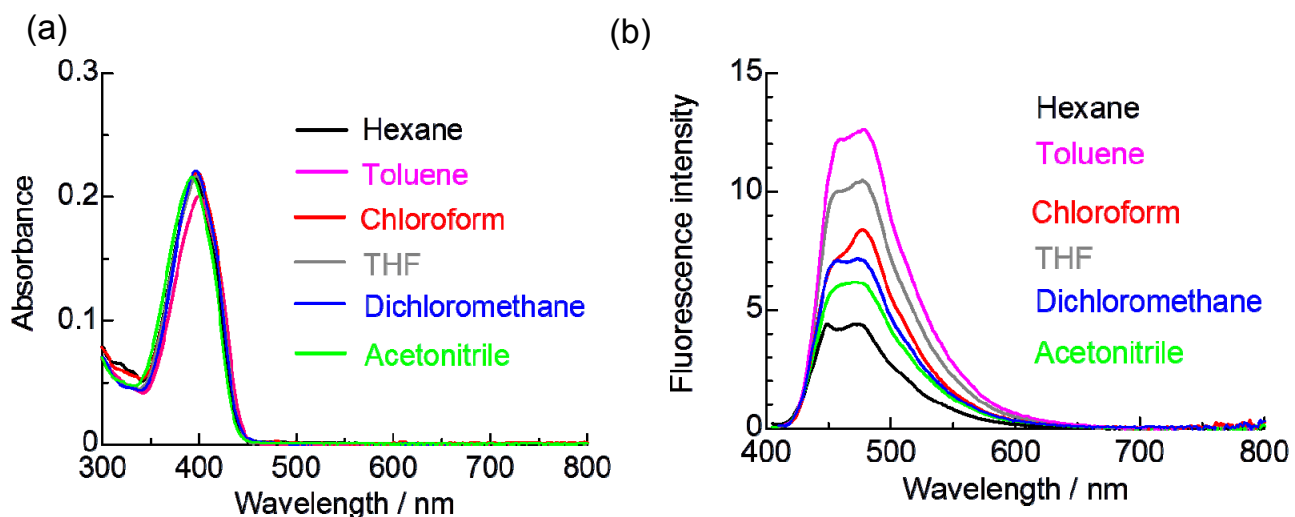 (a)
0.3
0.2
0.1
0
300
400
500
600
700
800
Absorbance
Wavelength / nm
Hexane
Toluene
Chloroform
THF
Dichloromethane
Acetonitrile
(b)
15
10
5
0
400
500
600
700
800
Fluorescence intensity
Wavelength / nm
Hexane
Toluene
Chloroform
THF
Dichloromethane
Acetonitrile